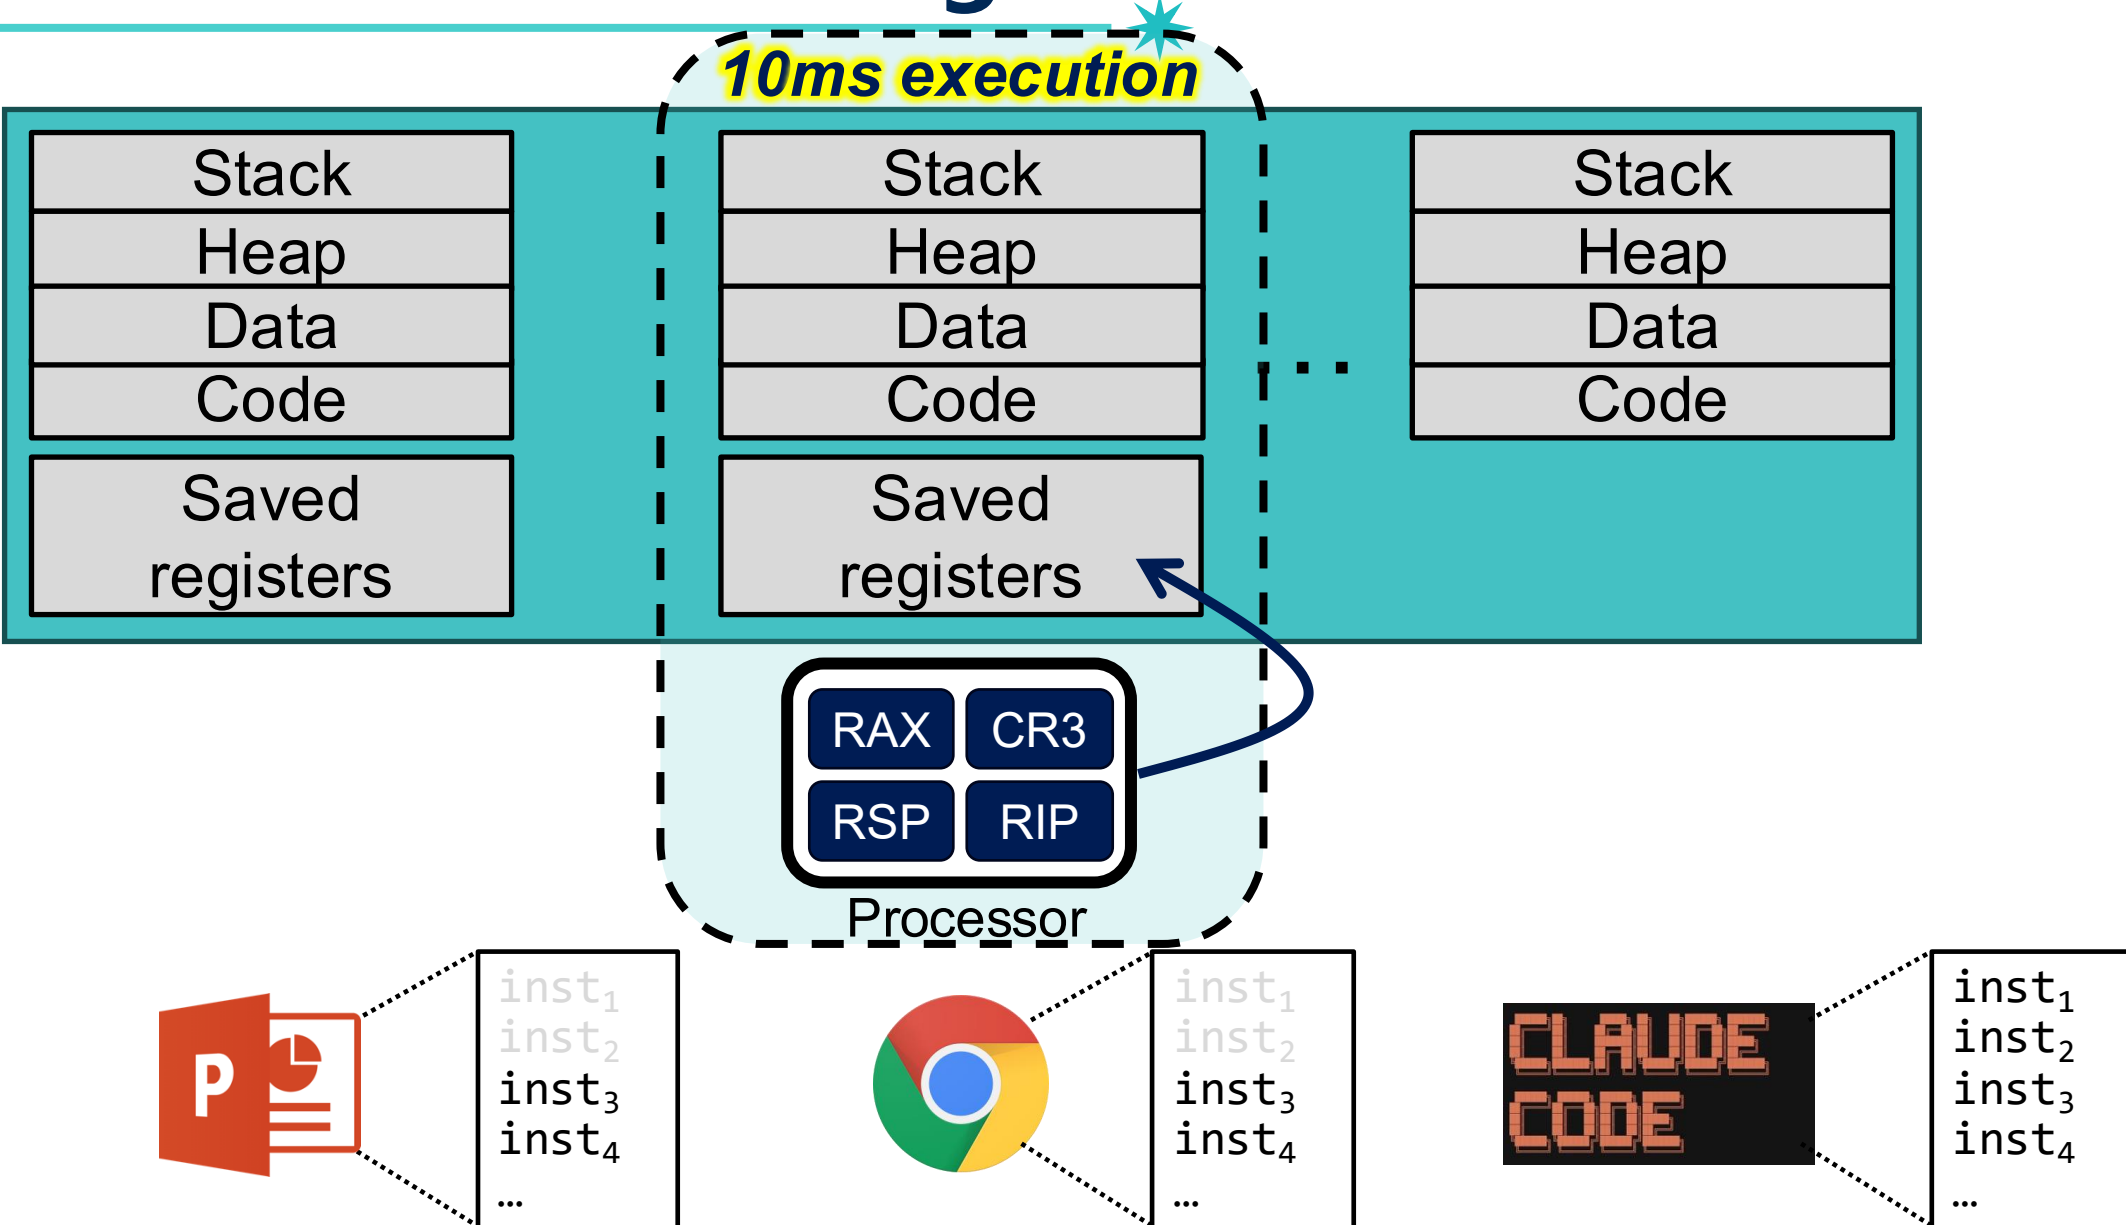 10ms execution
Stack
Heap
Data
Code
Saved
registers
Stack
Heap
Data
Code
Saved
registers
...
Stack
Heap
Data
Code
RAX
CR3
RSP
RIP
Processor
P
inst1
inst2
inst3
inst4
...
inst1
inst2
inst3
inst4
...
CLAUDE
CODE
inst1
inst2
inst3
inst4
...